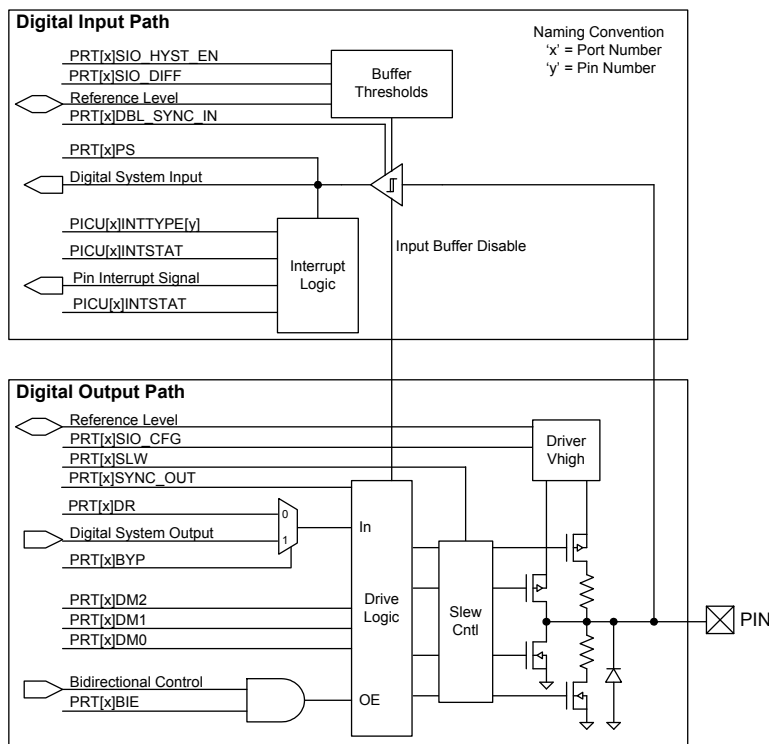 Digital Input Path
Naming Convention
'x' = Port Number
'y' = Pin Number
PRT[x]SIO_HYST_EN
PRT[x]SIO_DIFF
Reference Level
PRT[x]DBL_SYNC_IN
Buffer
Thresholds
PRT[x]PS
Digital System Input
PICU[x]INTTYPE[y]
PICU[x]INTSTAT
Pin Interrupt Signal
PICU[x]INTSTAT
Interrupt
Logic
Input Buffer Disable
Digital Output Path
Reference Level
PRT[x]SIO_CFG
PRT[x]SLW
PRT[x]SYNC_OUT
Driver
Vhigh
PRT[x]DR
Digital System Output
PRT[x]BYP
0
1
In
PRT[x]DM2
PRT[x]DM1
PRT[x]DM0
Drive
Logic
Slew
Cntl
PIN
Bidirectional Control
PRT[x]BIE
OE